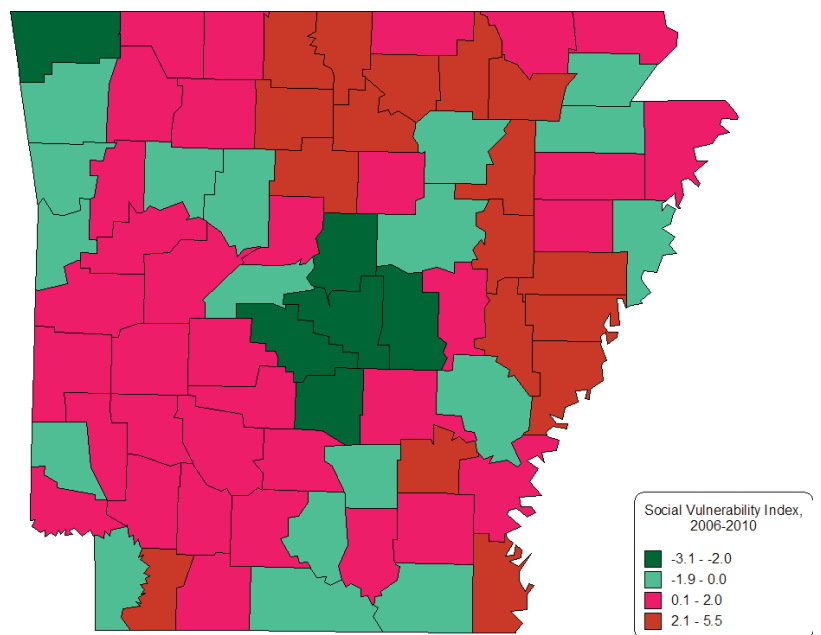 Social Vulnerability Index,
2006-2010
-3.1 - -2.0
-1.9 - 0.0
0.1 - 2.0
2.1 - 5.5